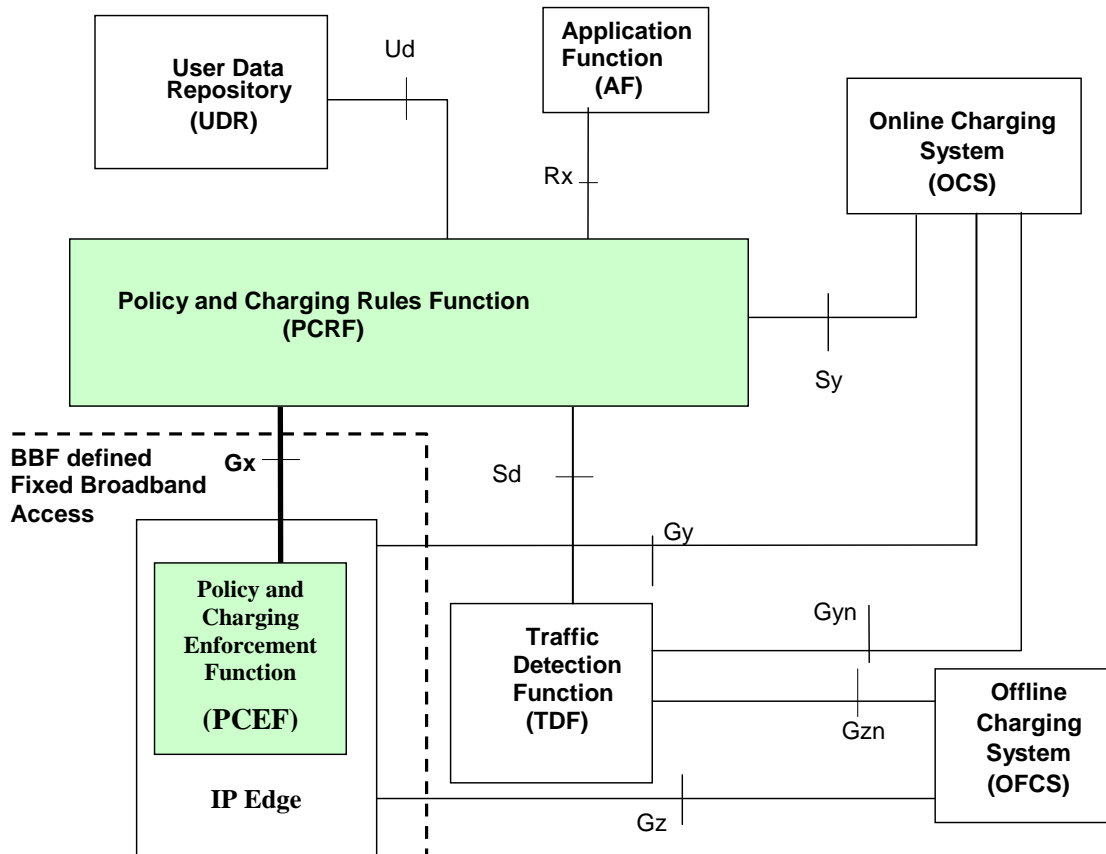 User Data
Repository
(UDR)
Ud
Application
Function
(AF)
Rx
Online Charging
System
(OCS)
Policy and Charging Rules Function
(PCRF)
Sy
BBF defined
Fixed Broadband
Access
Gx
Sd
Gy
Policy and
Charging
Enforcement
Function
(PCEF)
IP Edge
Traffic
Detection
Function
(TDF)
Gyn
Gzn
Gz
Offline
Charging
System
(OFCS)